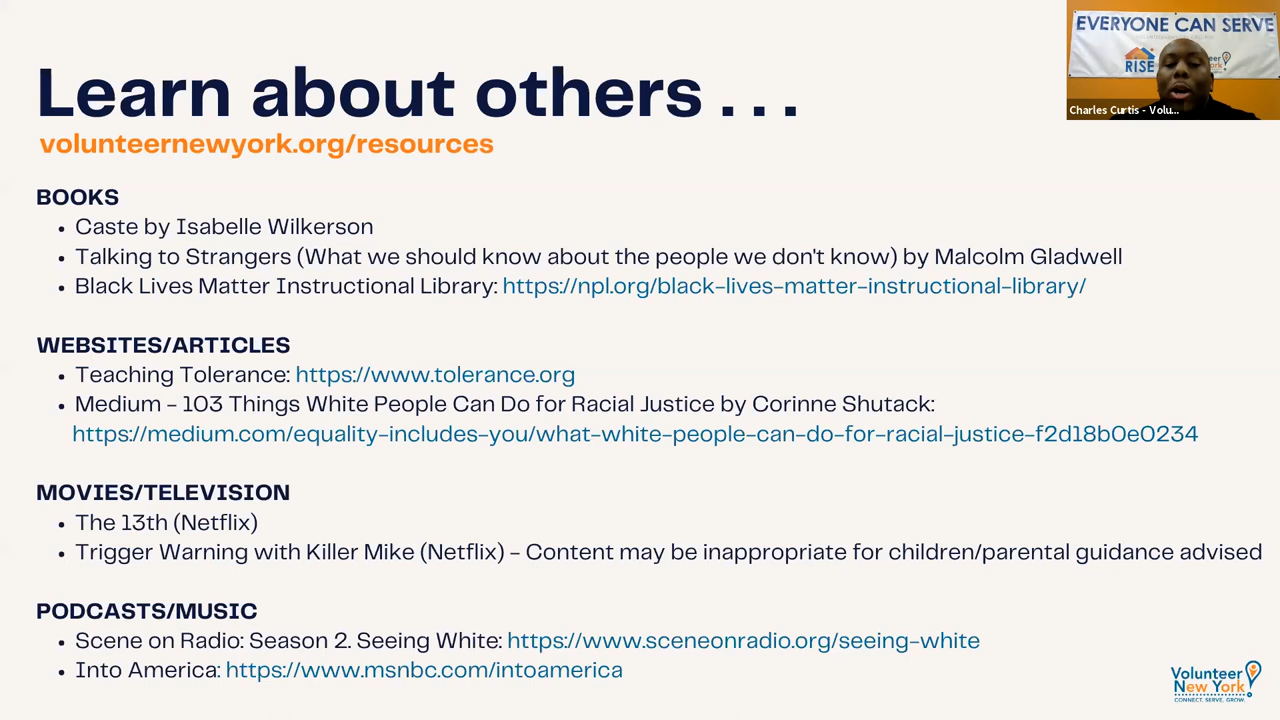 Learn about others . . .
volunteernewyork.org/resources
BOOKS
• Caste by Isabelle Wilkerson
• Talking to Strangers (What we should know about the people we don't know) by Malcolm Gladwell
• Black Lives Matter Instructional Library: https://npl.org/black-lives-matter-instructional-library/
WEBSITES/ARTICLES
• Teaching Tolerance: https://www.tolerance.org
• Medium - 103 Things White People Can Do for Racial Justice by Corinne Shutack:
https://medium.com/equality-includes-you/what-white-people-can-do-for-racial-justice-f2d18b0e0234
MOVIES/TELEVISION
• The 13th (Netflix)
• Trigger Warning with Killer Mike (Netflix) - Content may be inappropriate for children/parental guidance advised
PODCASTS/MUSIC
• Scene on Radio: Season 2. Seeing White: https://www.sceneonradio.org/seeing-white
• Into America: https://www.msnbc.com/intoamerica
EVERYONE CAN SERVE
RISE
Charles Curtis - Volu...
Volunteer
New York
CONNECT. SERVE. GROW.